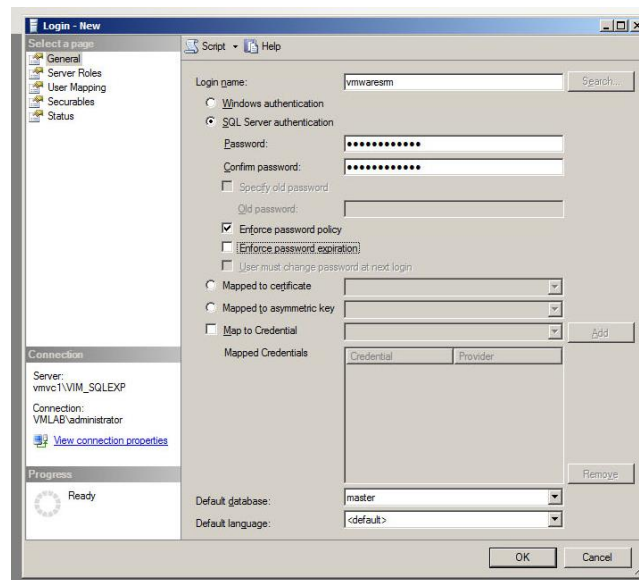 Login - New
Select a page
General
Server Roles
User Mapping
Securables
Status
Script Help
Login name: vmwaresrm Search...
Windows authentication
SQL Server authentication
Password: ••••••••••••
Confirm password: ••••••••••••
Specify old password
Old password:
Enforce password policy
Enforce password expiration
User must change password at next login
Mapped to certificate
Mapped to asymmetric key
Map to Credential Add
Mapped Credentials Credential Provider
Remove
Default database: master
Default language: <default>
Connection
Server:
vmvc1\VIM_SQLEXP
Connection:
VMLAB\administrator
View connection properties
Progress
Ready
OK Cancel